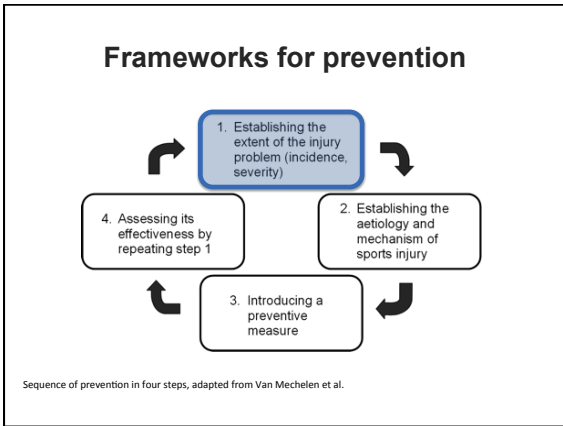 Frameworks for prevention
1. Establishing the
extent of the injury
problem (incidence,
severity)
2. Establishing the
aetiology and
mechanism of
sports injury
3. Introducing a
preventive
measure
4. Assessing its
effectiveness by
repeating step 1
Sequence of prevention in four steps, adapted from Van Mechelen et al.